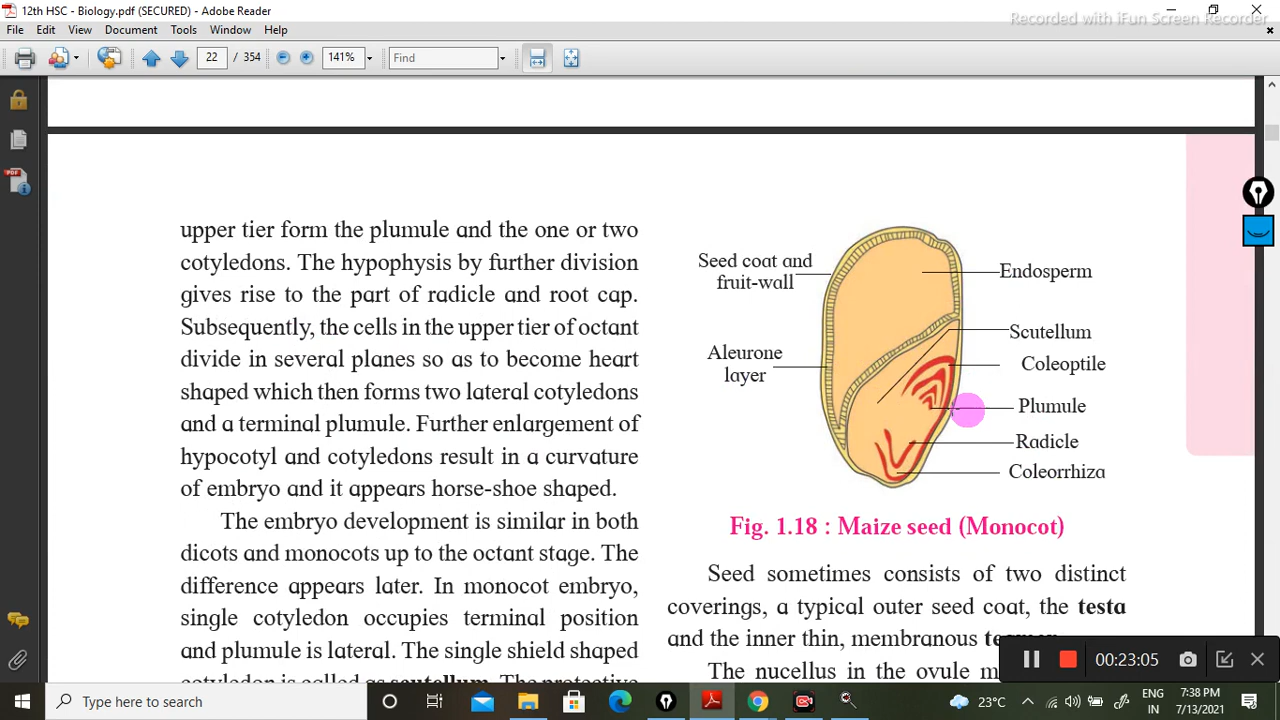 12th HSC - Biology.pdf (SECURED) - Adobe Reader
Recorded with iFun Screen Recorder
File Edit View Document Tools Window Help
22 / 354 141% Find
upper tier form the plumule and the one or two
cotyledons. The hypophysis by further division
gives rise to the part of radicle and root cap.
Subsequently, the cells in the upper tier of octant
divide in several planes so as to become heart
shaped which then forms two lateral cotyledons
and a terminal plumule. Further enlargement of
hypocotyl and cotyledons result in a curvature
of embryo and it appears horse-shoe shaped.
The embryo development is similar in both
dicots and monocots up to the octant stage. The
difference appears later. In monocot embryo,
single cotyledon occupies terminal position
and plumule is lateral. The single shield shaped
cotyledon is called as scutellum. The protective
Seed coat and
fruit-wall
Aleurone
layer
Endosperm
Scutellum
Coleoptile
Plumule
Radicle
Coleorrhiza
Fig. 1.18 : Maize seed (Monocot)
Seed sometimes consists of two distinct
coverings, a typical outer seed coat, the testa
and the inner thin, membranous tegmen.
The nucellus in the ovule
00:23:05
Type here to search
23°C
ENG
IN
7:38 PM
7/13/2021